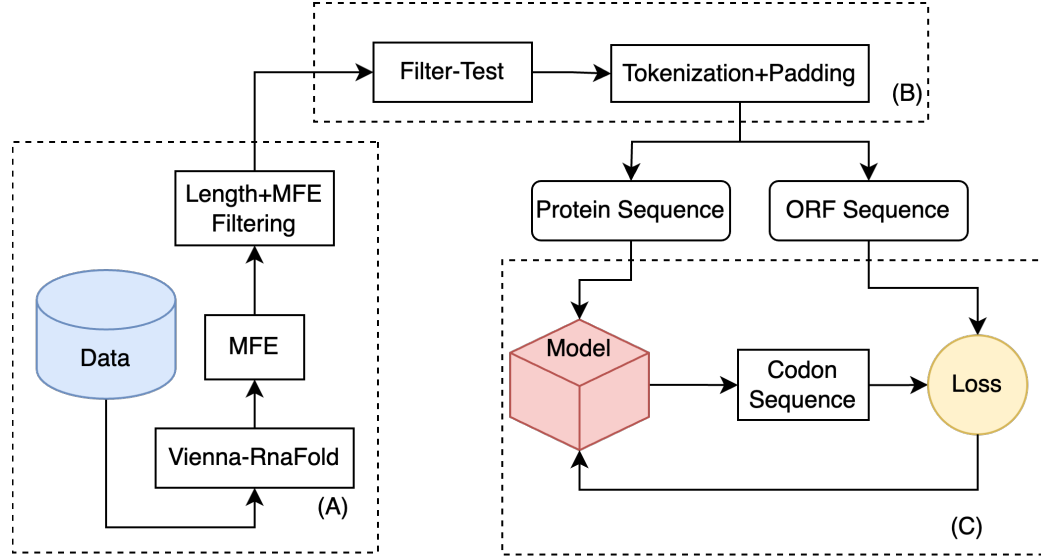 Filter-Test
Tokenization+Padding
(B)
Length+MFE
Filtering
Protein Sequence
ORF Sequence
MFE
Data
Model
Codon
Sequence
Loss
Vienna-RnaFold
(A)
(C)